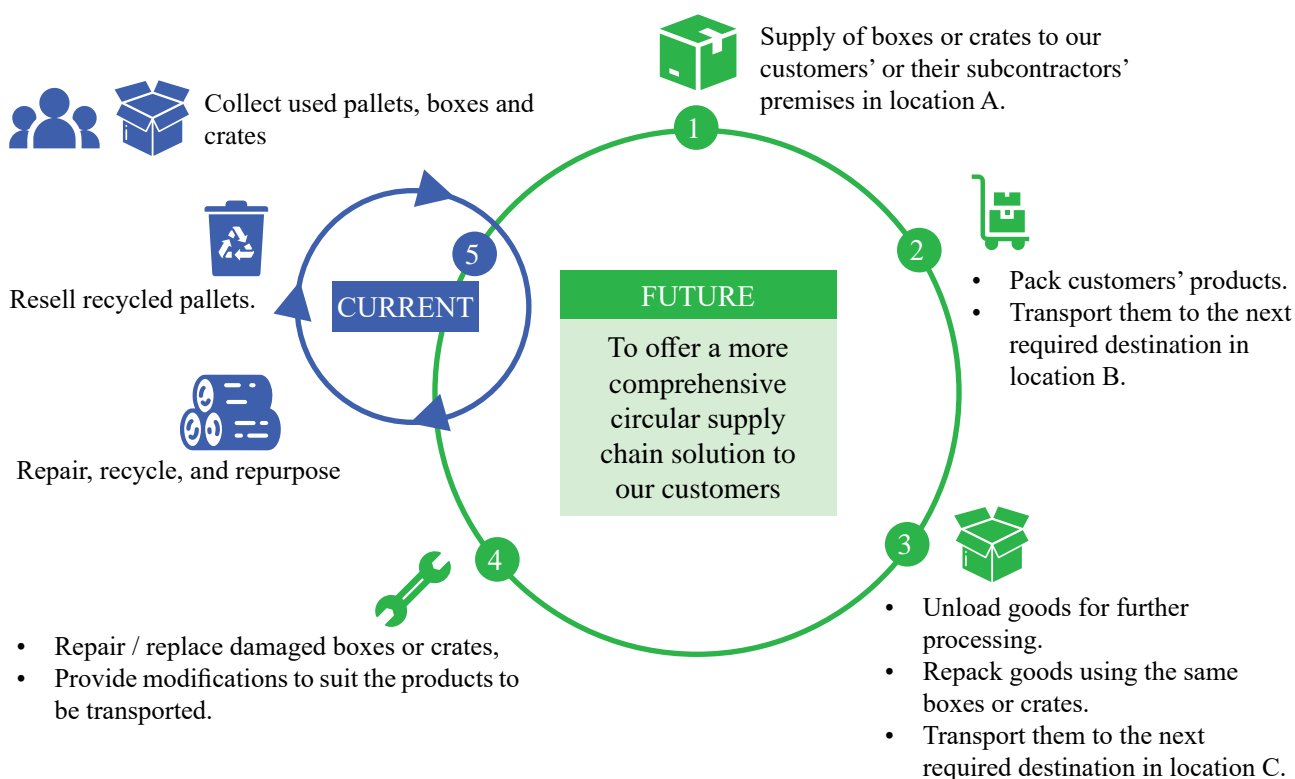 1
Supply of boxes or crates to our
customers’ or their subcontractors’
premises in location A.
2
• Pack customers’ products.
• Transport them to the next
required destination in
location B.
3
• Unload goods for further
processing.
• Repack goods using the same
boxes or crates.
• Transport them to the next
required destination in location C.
4
• Repair / replace damaged boxes or crates,
• Provide modifications to suit the products to
be transported.
5
CURRENT
Collect used pallets, boxes and
crates
Resell recycled pallets.
Repair, recycle, and repurpose
FUTURE
To offer a more
comprehensive
circular supply
chain solution to
our customers